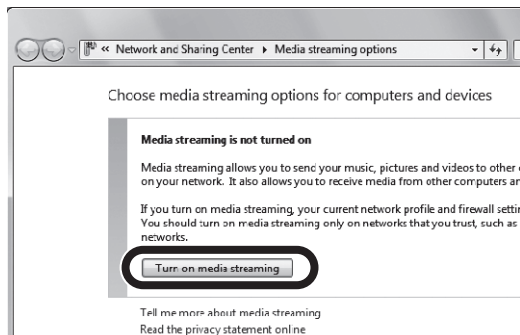 « Network and Sharing Center ▸ Media streaming options
Choose media streaming options for computers and devices
Media streaming is not turned on
Media streaming allows you to send your music, pictures and videos to other
on your network. It also allows you to receive media from other computers
If you turn on media streaming, your current network profile and firewall
You should turn on media streaming only on networks that you trust, such as
networks.
Turn on media streaming
Tell me more about media streaming
Read the privacy statement online